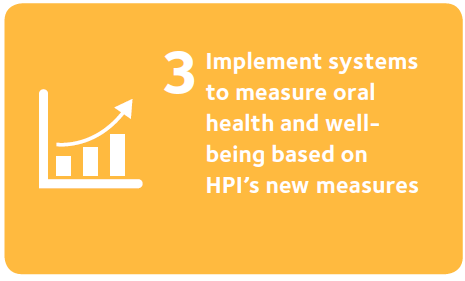 3
Implement systems
to measure oral
health and well-
being based on
HPI’s new measures